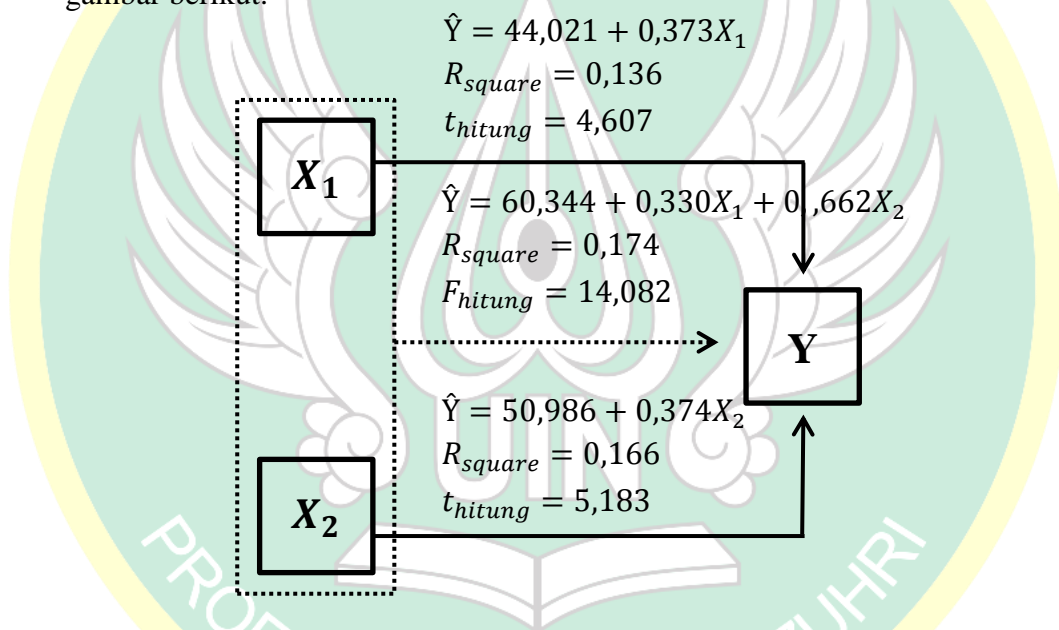 gambar berikut:
Ŷ = 44,021 + 0,373X₁
R_square = 0,136
t_hitung = 4,607
X₁
Ŷ = 60,344 + 0,330X₁ + 0,,662X₂
R_square = 0,174
F_hitung = 14,082
Y
Ŷ = 50,986 + 0,374X₂
R_square = 0,166
t_hitung = 5,183
X₂
UIN